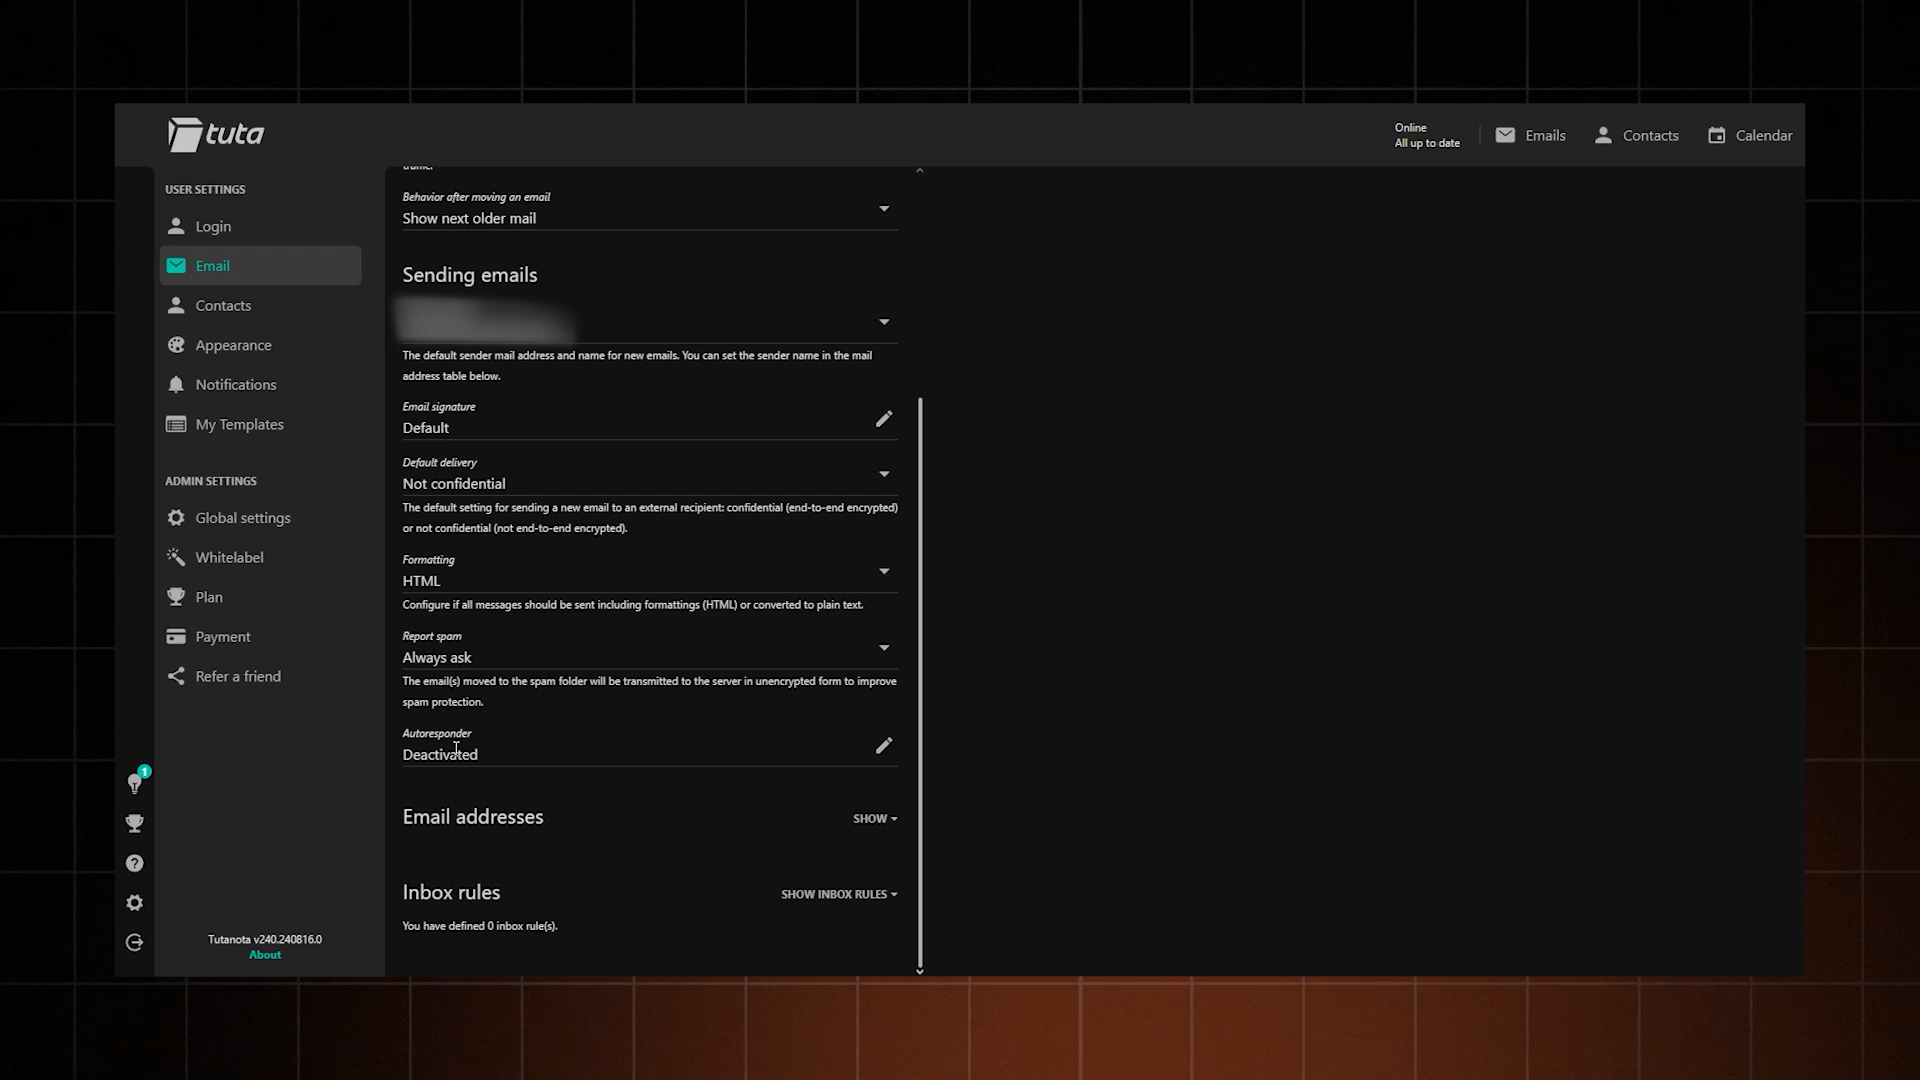 tuta
Online
All up to date
Emails
Contacts
Calendar
USER SETTINGS
Login
Email
Contacts
Appearance
Notifications
My Templates
ADMIN SETTINGS
Global settings
Whitelabel
Plan
Payment
Refer a friend
1
Tutanota v240.240816.0
About
traffic.
Behavior after moving an email
Show next older mail
Sending emails
The default sender mail address and name for new emails. You can set the sender name in the mail
address table below.
Email signature
Default
Default delivery
Not confidential
The default setting for sending a new email to an external recipient: confidential (end-to-end encrypted)
or not confidential (not end-to-end encrypted).
Formatting
HTML
Configure if all messages should be sent including formattings (HTML) or converted to plain text.
Report spam
Always ask
The email(s) moved to the spam folder will be transmitted to the server in unencrypted form to improve
spam protection.
Autoresponder
Deactivated
Email addresses
SHOW
Inbox rules
SHOW INBOX RULES
You have defined 0 inbox rule(s).